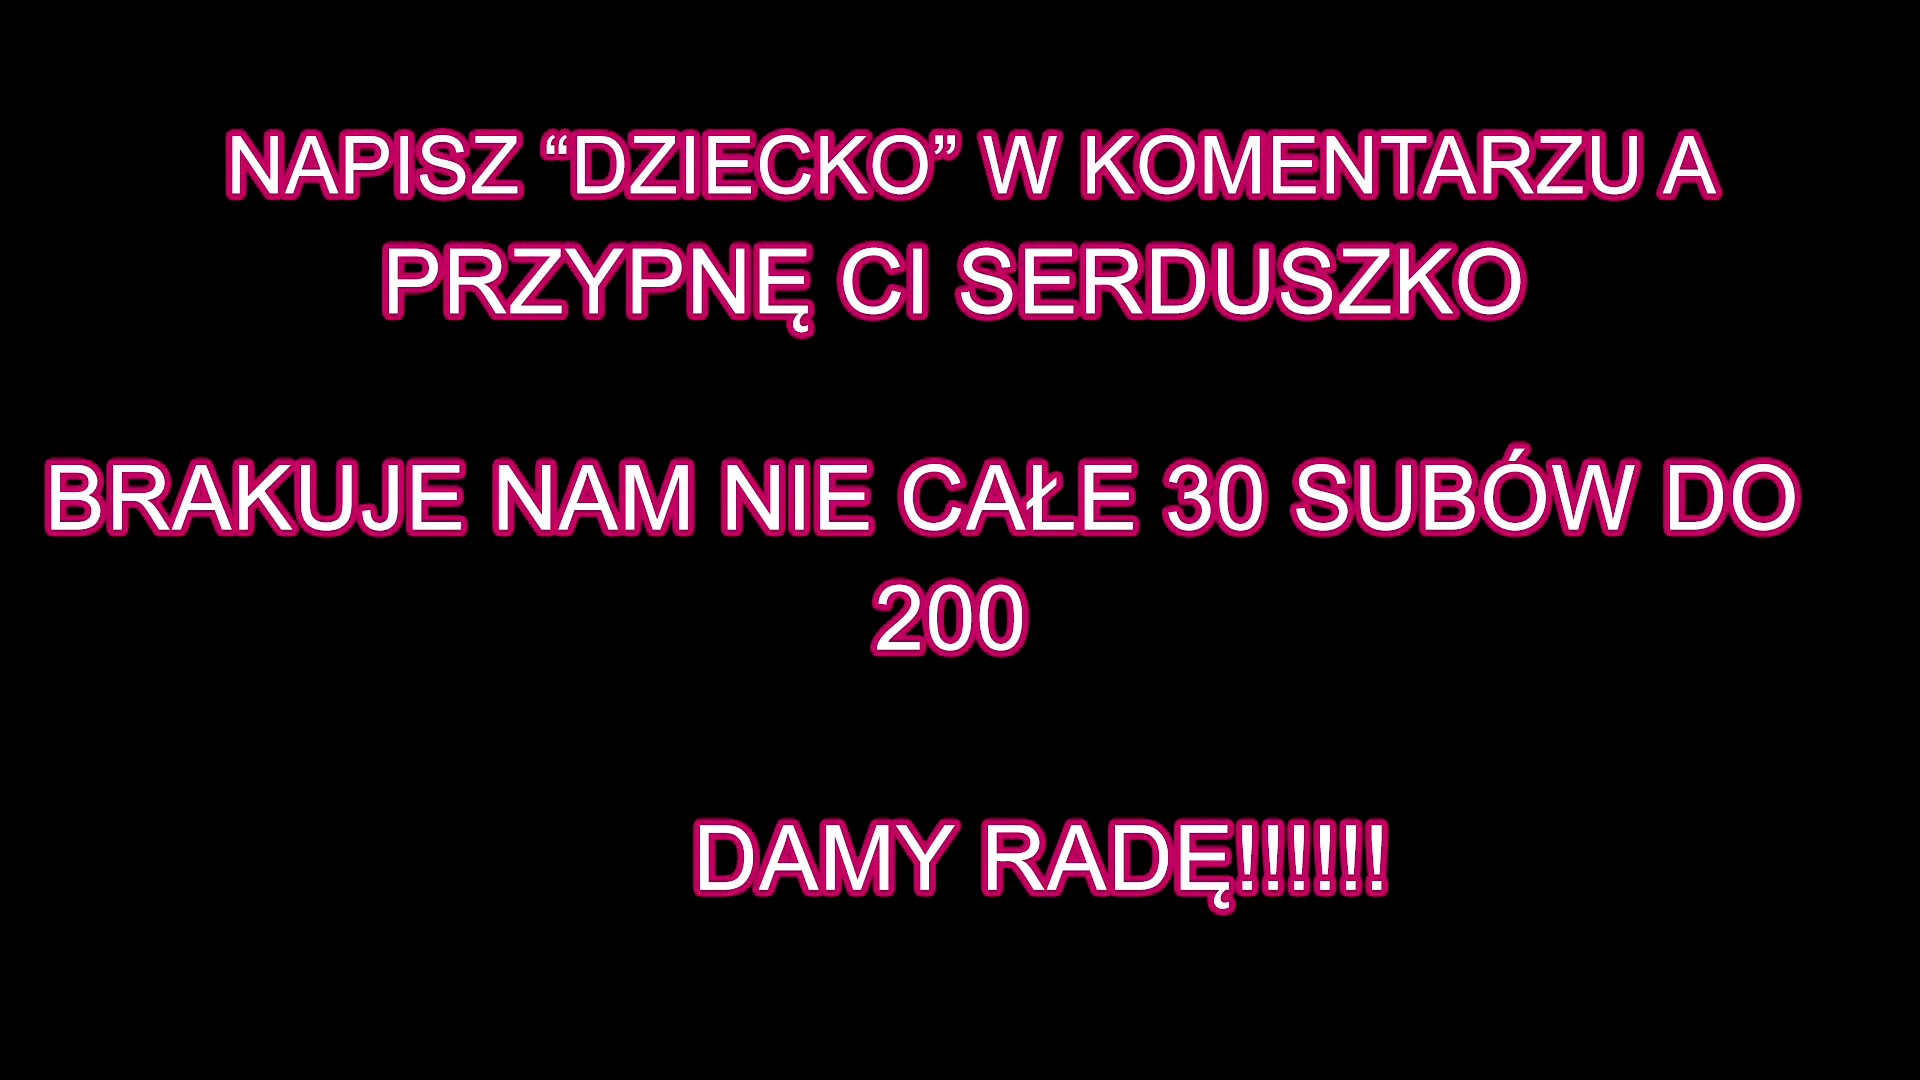 NAPISZ “DZIECKO” W KOMENTARZU A
PRZYPNĘ CI SERDUSZKO
BRAKUJE NAM NIE CAŁE 30 SUBÓW DO
200
DAMY RADĘ!!!!!!